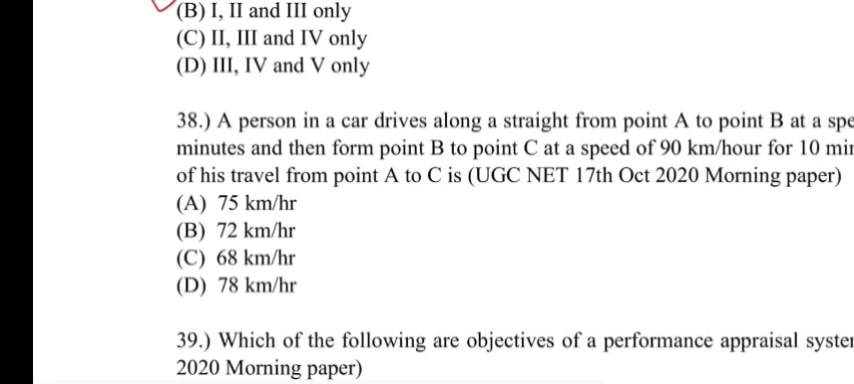 (B) I, II and III only
(C) II, III and IV only
(D) III, IV and V only
38.) A person in a car drives along a straight from point A to point B at a
minutes and then form point B to point C at a speed of 90 km/hour for 10
of his travel from point A to C is (UGC NET 17th Oct 2020 Morning paper)
(A) 75 km/hr
(B) 72 km/hr
(C) 68 km/hr
(D) 78 km/hr
39.) Which of the following are objectives of a performance appraisal
2020 Morning paper)